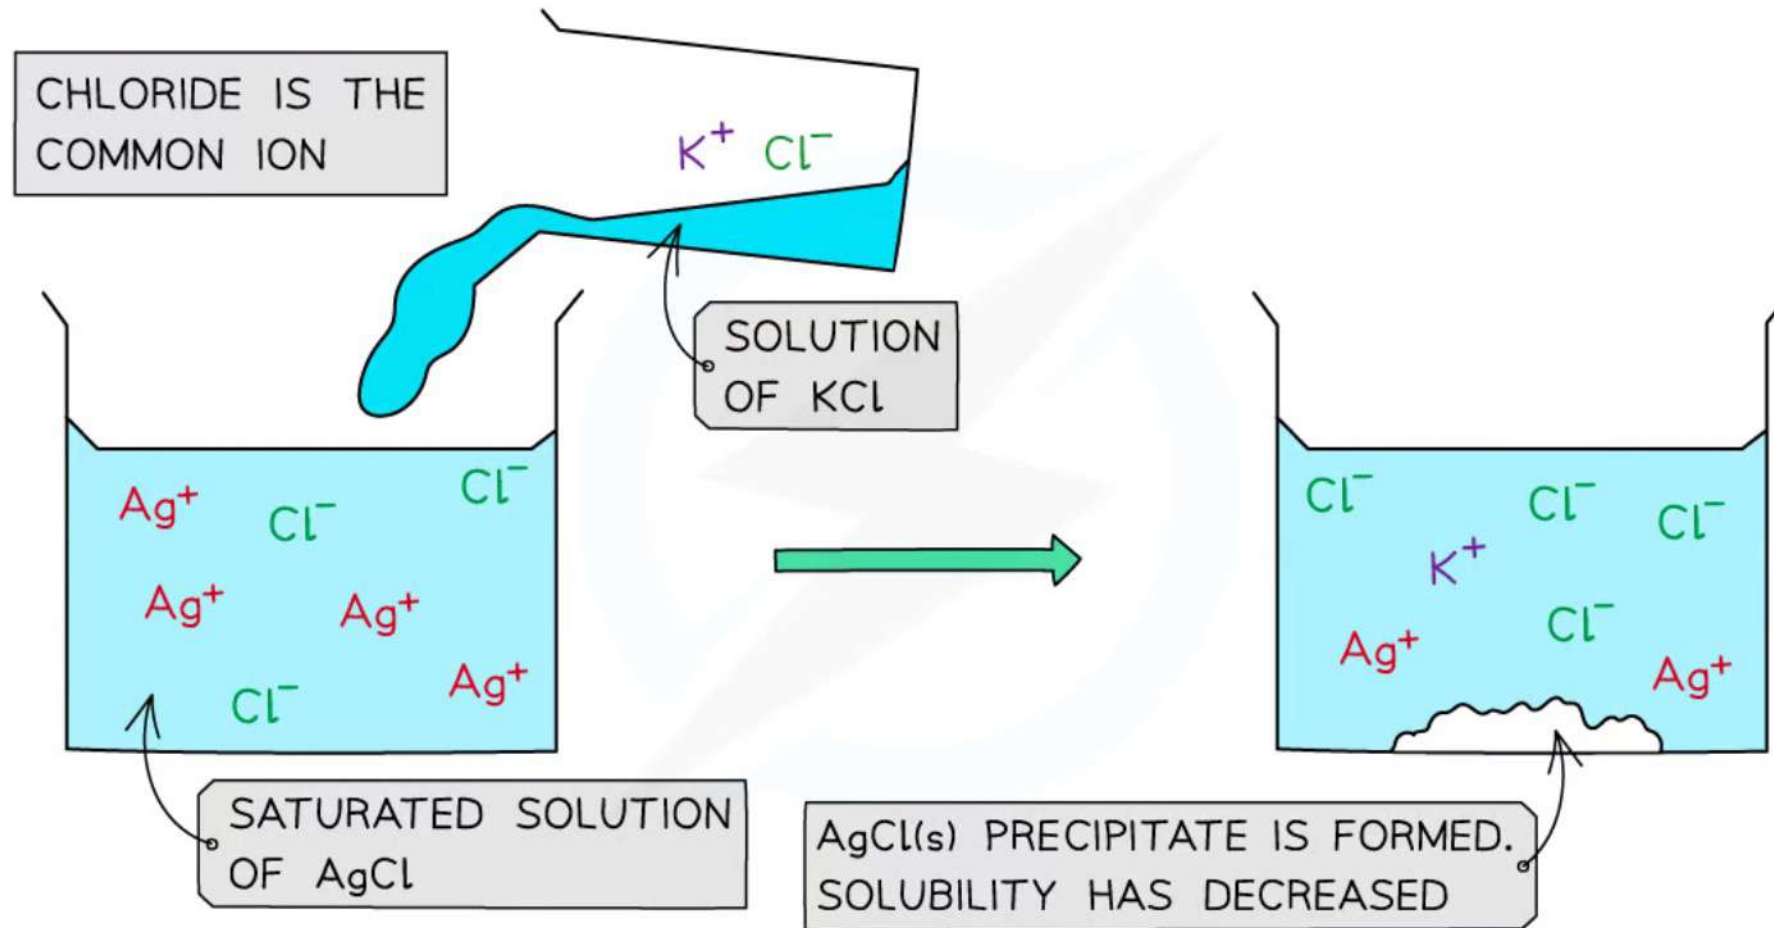 CHLORIDE IS THE
COMMON ION
K⁺ Cl⁻
SOLUTION
OF KCl
Ag⁺ Cl⁻ Cl⁻
Ag⁺ Ag⁺
Cl⁻ Ag⁺
SATURATED SOLUTION
OF AgCl
Cl⁻ Cl⁻ Cl⁻
K⁺
Cl⁻
Ag⁺ Ag⁺
AgCl(s) PRECIPITATE IS FORMED.
SOLUBILITY HAS DECREASED